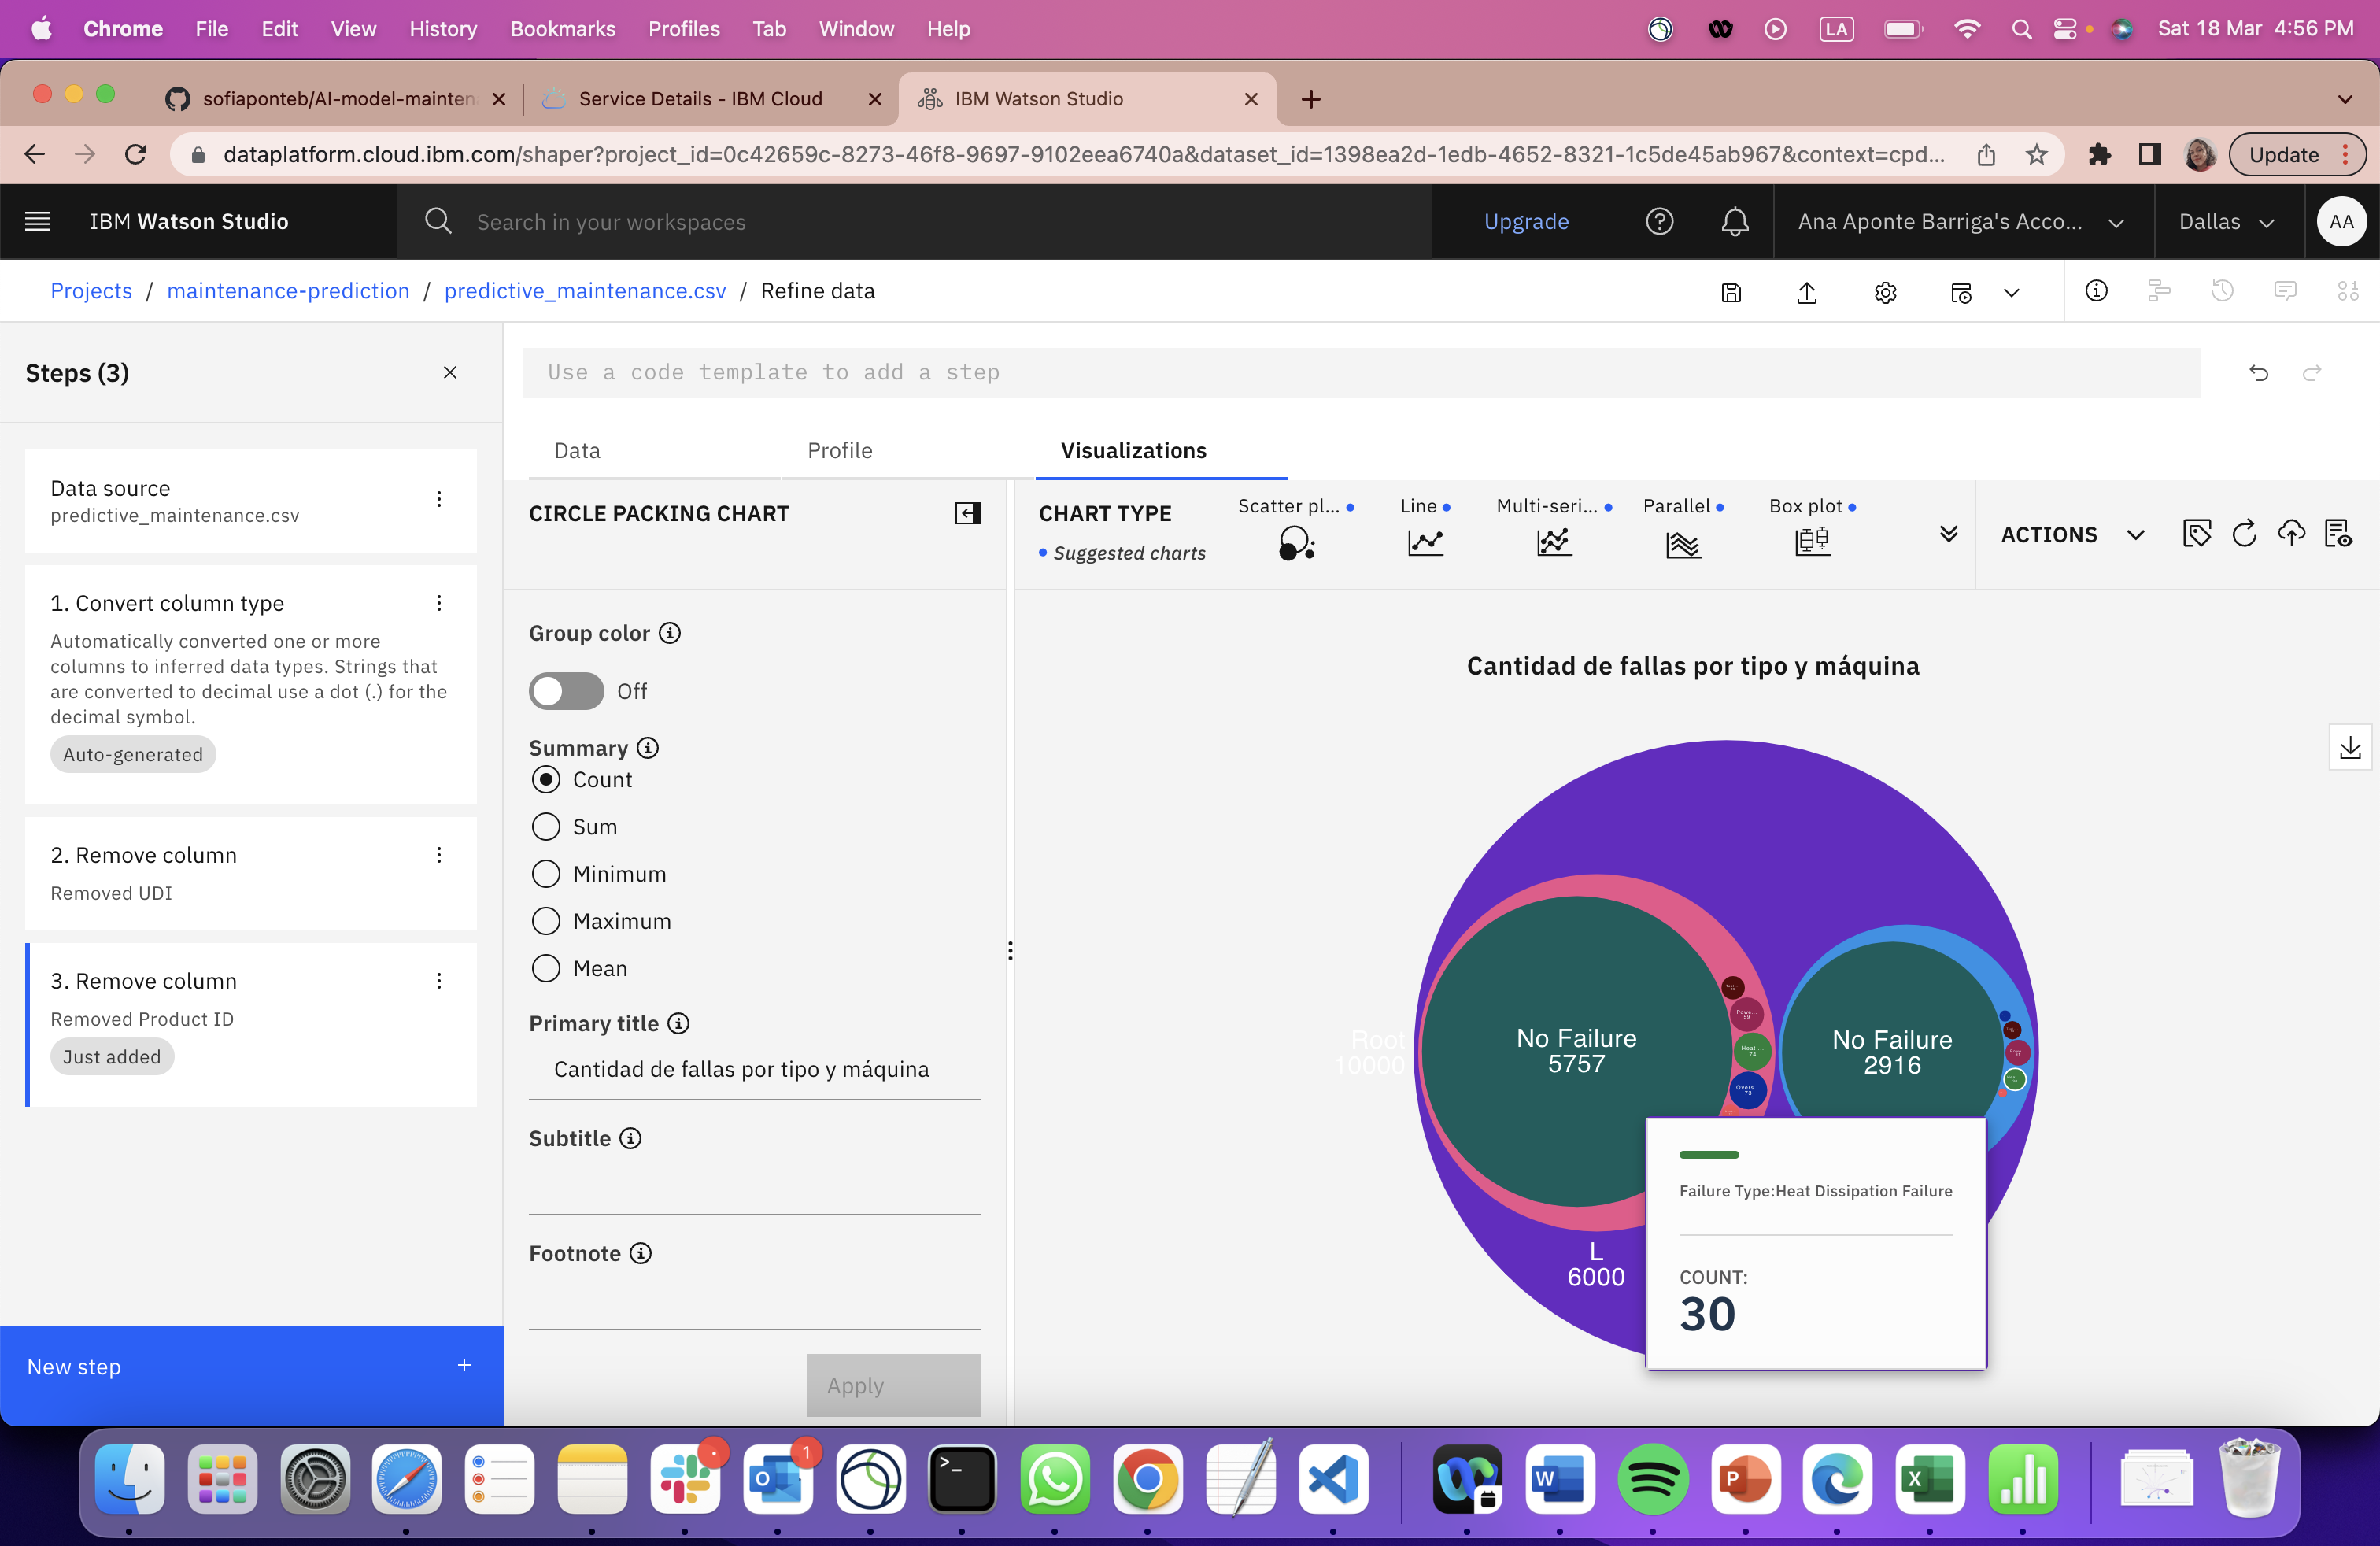 Chrome File Edit View History Bookmarks Profiles Tab Window Help LA Sat 18 Mar 4:56 PM
sofiaponteb/AI-model-mainten Service Details - IBM Cloud IBM Watson Studio
dataplatform.cloud.ibm.com/shaper?project_id=0c42659c-8273-46f8-9697-9102eea6740a&dataset_id=1398ea2d-1edb-4652-8321-1c5de45ab967&context=cpd... Update
IBM Watson Studio Search in your workspaces Upgrade Ana Aponte Barriga's Acco... Dallas AA
Projects / maintenance-prediction / predictive_maintenance.csv / Refine data
Steps (3)
Use a code template to add a step
Data source
predictive_maintenance.csv
1. Convert column type
Automatically converted one or more
columns to inferred data types. Strings that
are converted to decimal use a dot (.) for the
decimal symbol.
Auto-generated
2. Remove column
Removed UDI
3. Remove column
Removed Product ID
Just added
New step
Data Profile Visualizations
CIRCLE PACKING CHART
Group color
Off
Summary
Count
Sum
Minimum
Maximum
Mean
Primary title
Cantidad de fallas por tipo y máquina
Subtitle
Footnote
Apply
CHART TYPE
Suggested charts
Scatter pl... Line Multi-seri... Parallel Box plot
ACTIONS
Cantidad de fallas por tipo y máquina
Root
10000
No Failure
5757
Powe...
59
Heat ...
74
Overs...
73
No Failure
2916
L
6000
Failure Type:Heat Dissipation Failure
COUNT:
30
1